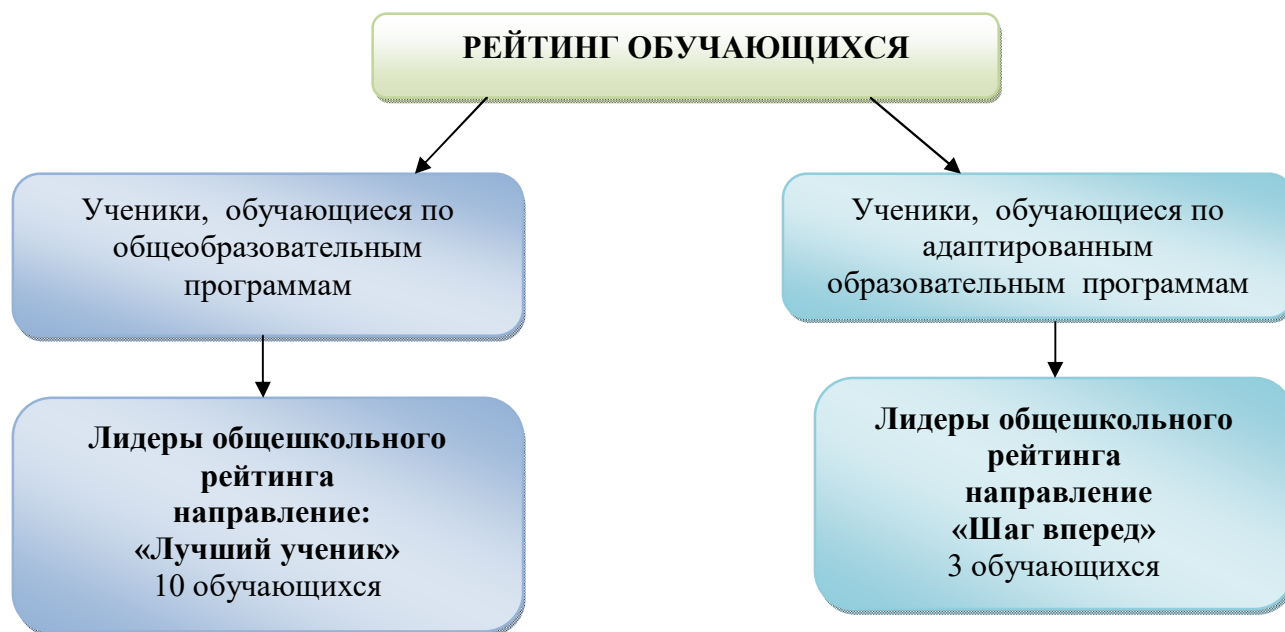 РЕЙТИНГ ОБУЧАЮЩИХСЯ
Ученики, обучающиеся по
общеобразовательным
программам
Ученики, обучающиеся по
адаптированным
образовательным программам
Лидеры общешкольного
рейтинга
направление:
«Лучший ученик»
10 обучающихся
Лидеры общешкольного
рейтинга
направление
«Шаг вперед»
3 обучающихся